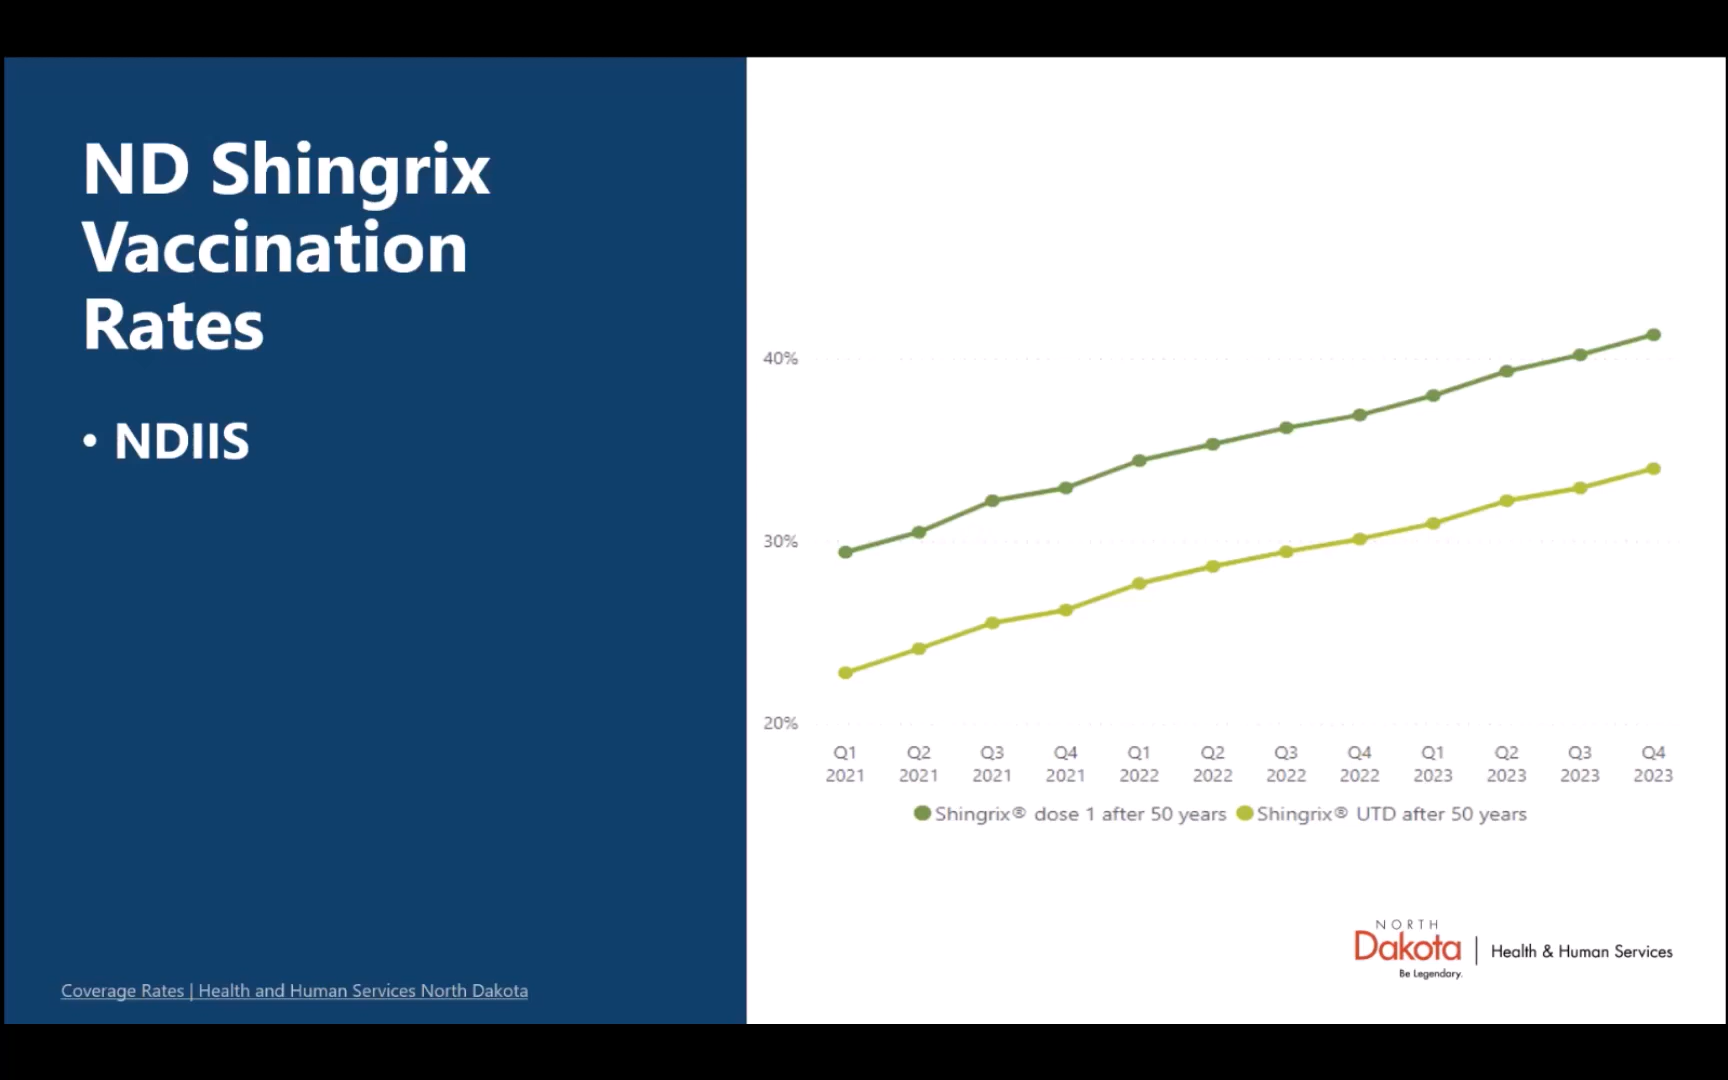 ND Shingrix
Vaccination
Rates
• NDIIS
Coverage Rates | Health and Human Services North Dakota
40%
30%
20%
Q1 Q2 Q3 Q4 Q1 Q2 Q3 Q4 Q1 Q2 Q3 Q4
2021 2021 2021 2021 2022 2022 2022 2022 2023 2023 2023 2023
Shingrix® dose 1 after 50 years Shingrix® UTD after 50 years
NORTH
Dakota | Health & Human Services
Be Legendary.